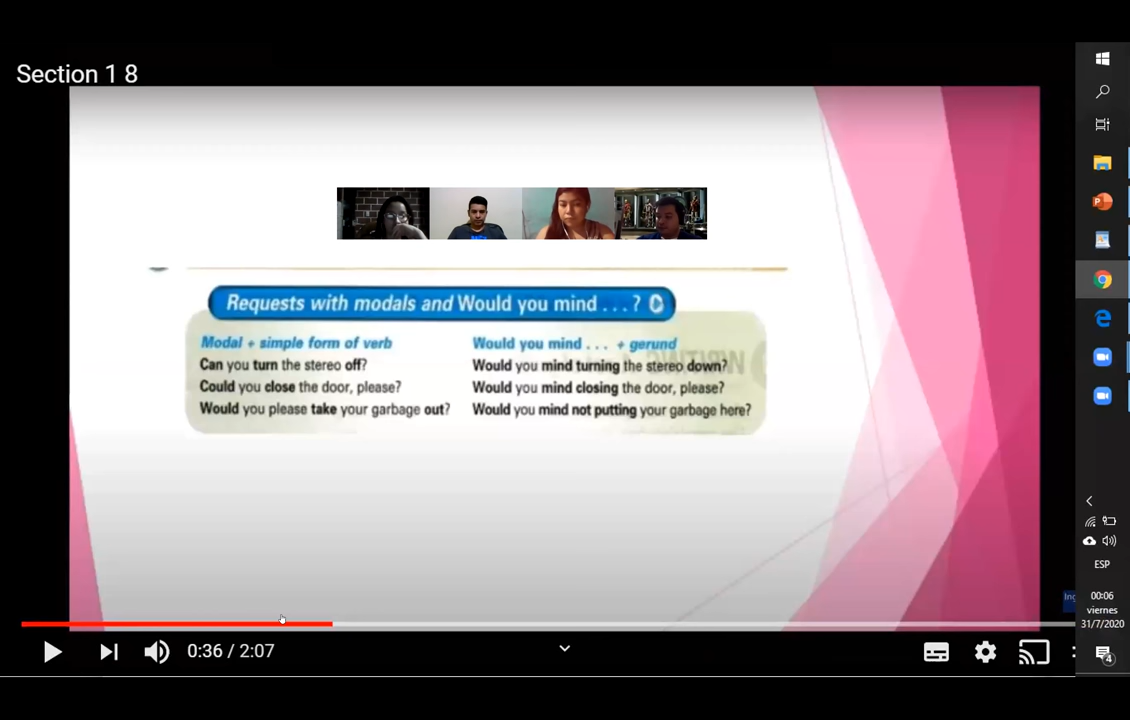 Section 1 8
Requests with modals and Would you mind . . . ?
Modal + simple form of verb
Can you turn the stereo off?
Could you close the door, please?
Would you please take your garbage out?
Would you mind . . . + gerund
Would you mind turning the stereo down?
Would you mind closing the door, please?
Would you mind not putting your garbage here?
WRITING
0:36 / 2:07
ESP
Ing
00:06
viernes
31/7/2020
4